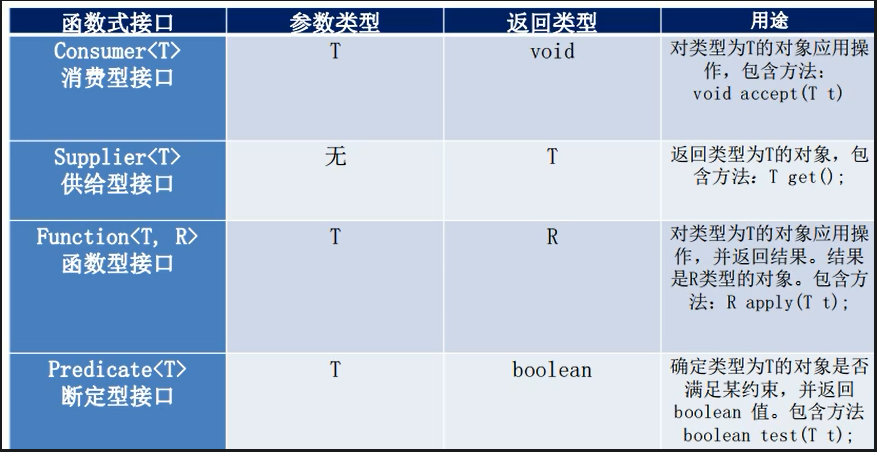 函数式接口 参数类型 返回类型 用途
Consumer<T>
消费型接口
T
void
对类型为T的对象应用操
作，包含方法：
void accept(T t)
Supplier<T>
供给型接口
无
T
返回类型为T的对象，包
含方法：T get();
Function<T, R>
函数型接口
T
R
对类型为T的对象应用操
作，并返回结果。结果
是R类型的对象。包含方
法：R apply(T t);
Predicate<T>
断定型接口
T
boolean
确定类型为T的对象是否
满足某约束，并返回
boolean 值。包含方法
boolean test(T t);